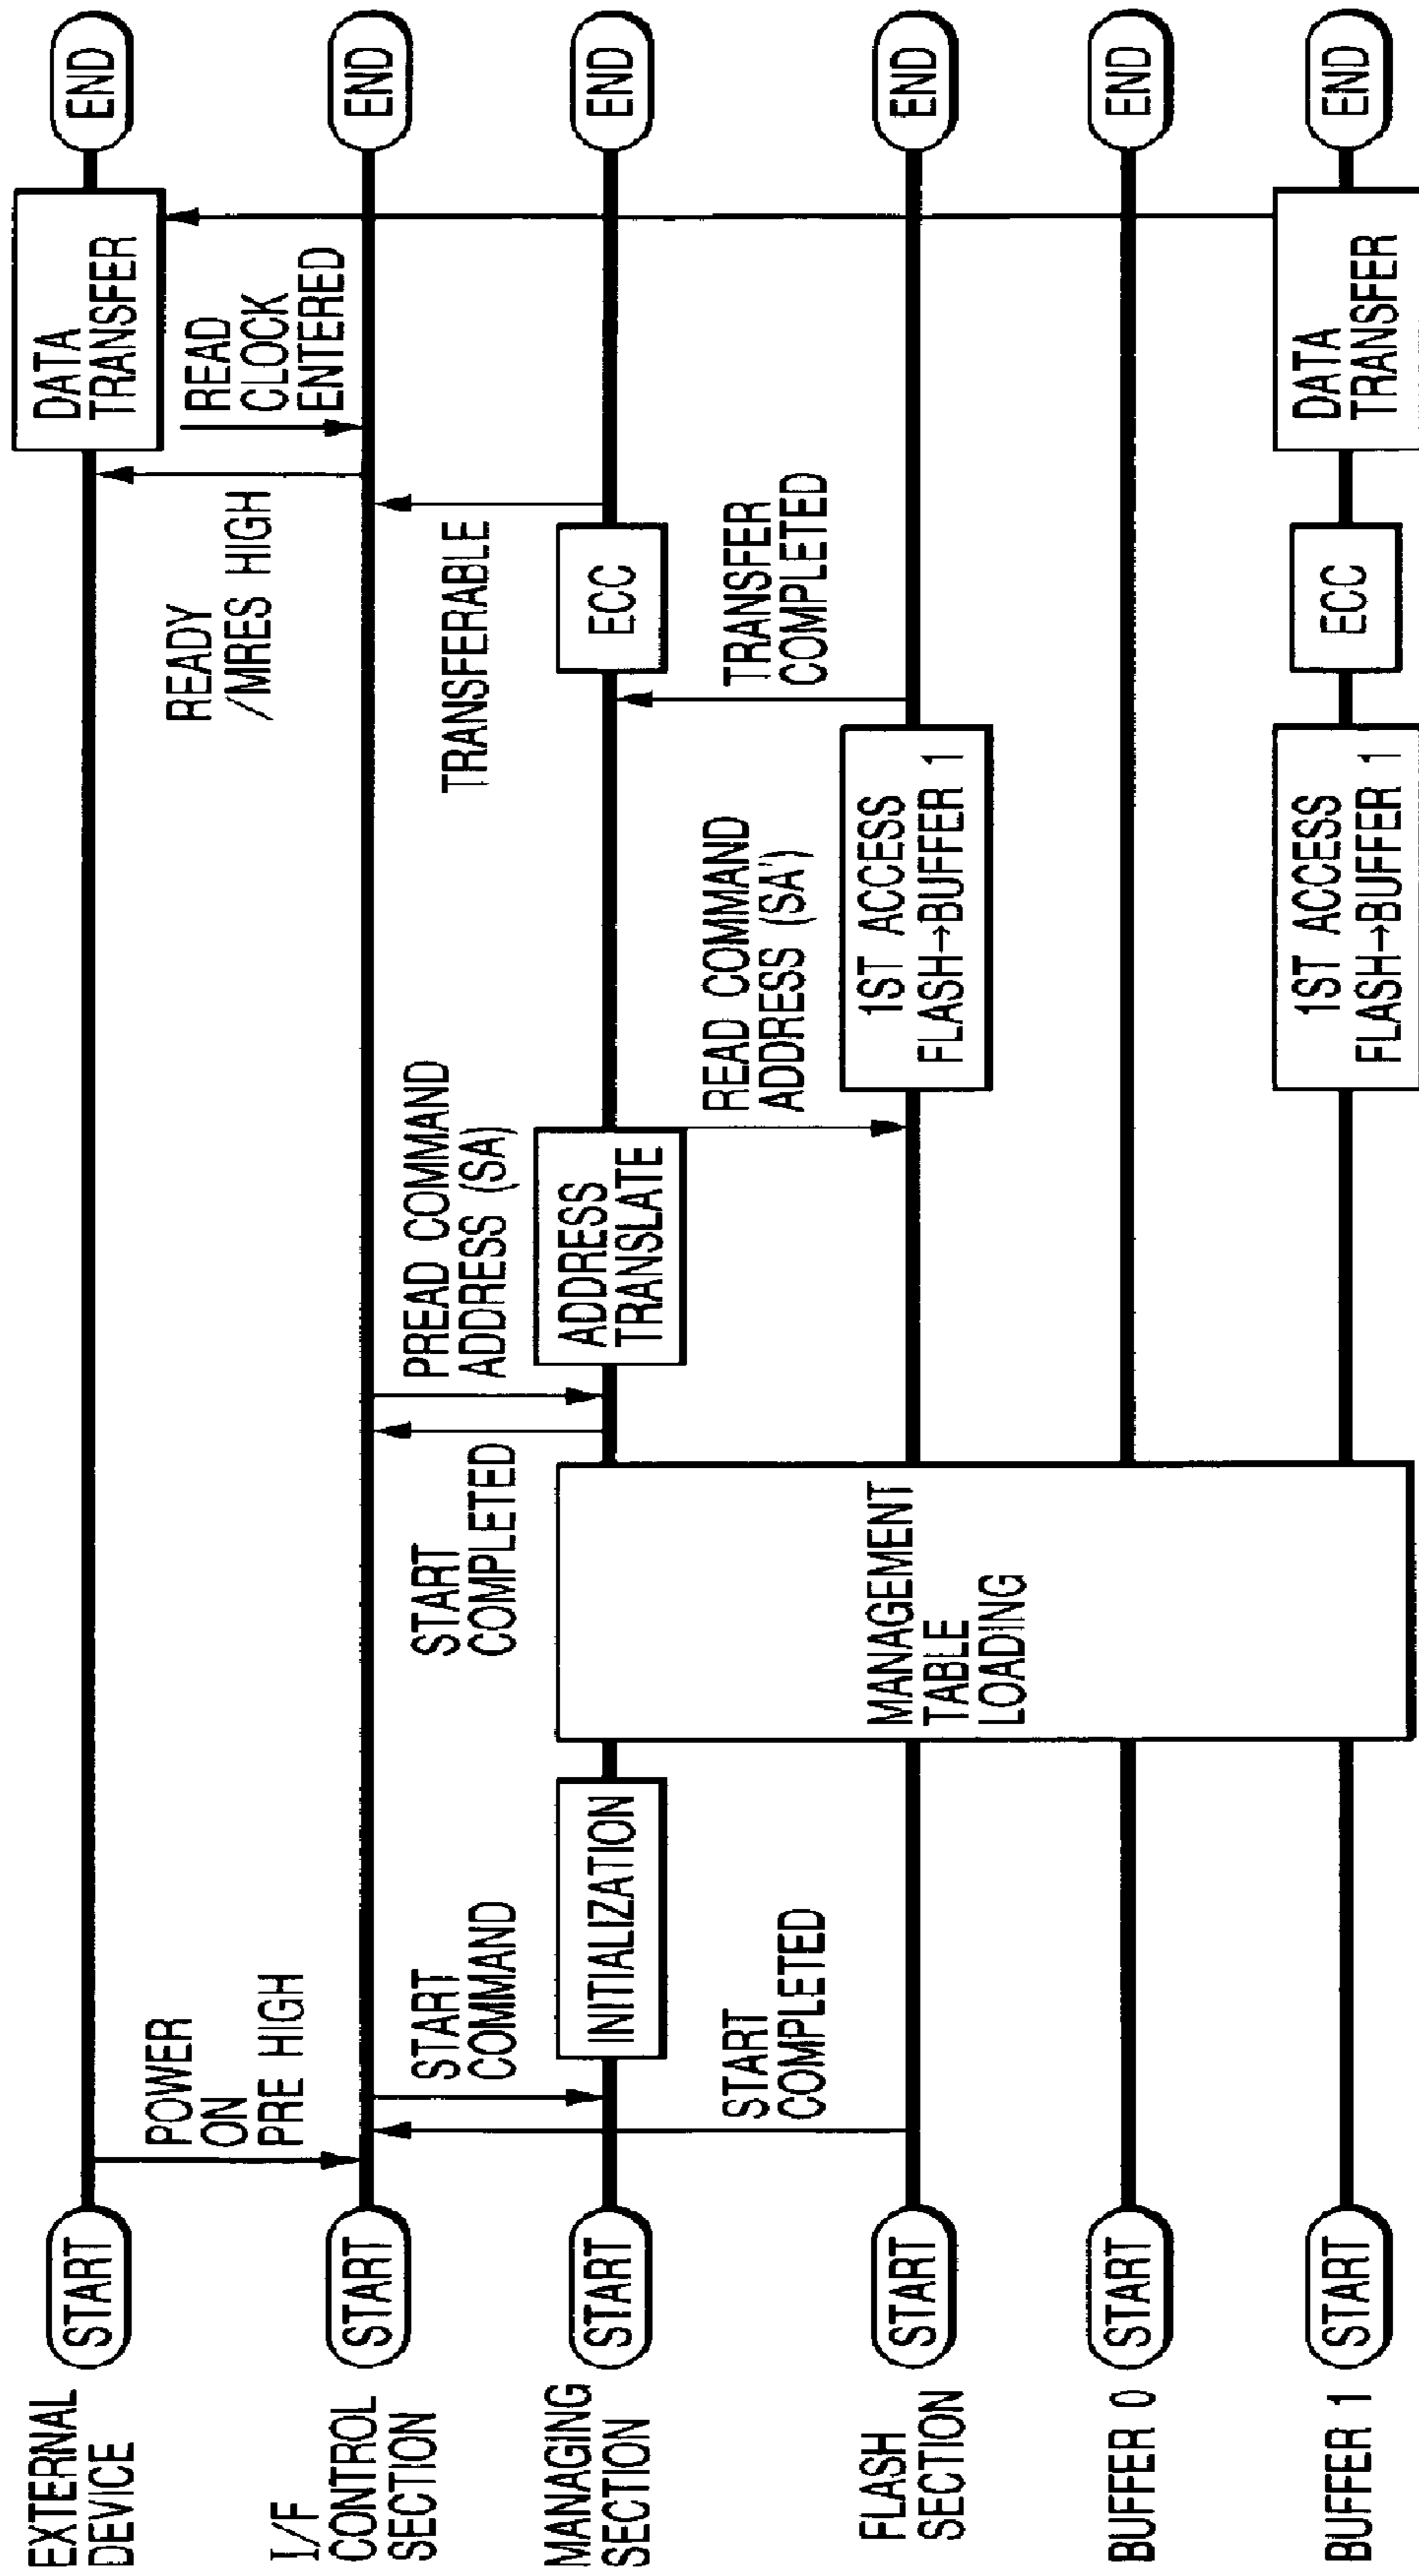 EXTERNAL
DEVICE
START
POWER
ON
PRE HIGH
READY
/MRES HIGH
READ
CLOCK
ENTERED
DATA
TRANSFER
END
I/F
CONTROL
SECTION
START
START
COMMAND
START
COMPLETED
PREAD COMMAND
ADDRESS (SA)
TRANSFERABLE
END
MANAGING
SECTION
START
INITIALIZATION
MANAGEMENT
TABLE
LOADING
ADDRESS
TRANSLATE
ECC
END
START
COMPLETED
READ COMMAND
ADDRESS (SA')
TRANSFER
COMPLETED
FLASH
SECTION
START
1ST ACCESS
FLASH→BUFFER 1
END
BUFFER 0
START
END
BUFFER 1
START
1ST ACCESS
FLASH→BUFFER 1
ECC
DATA
TRANSFER
END